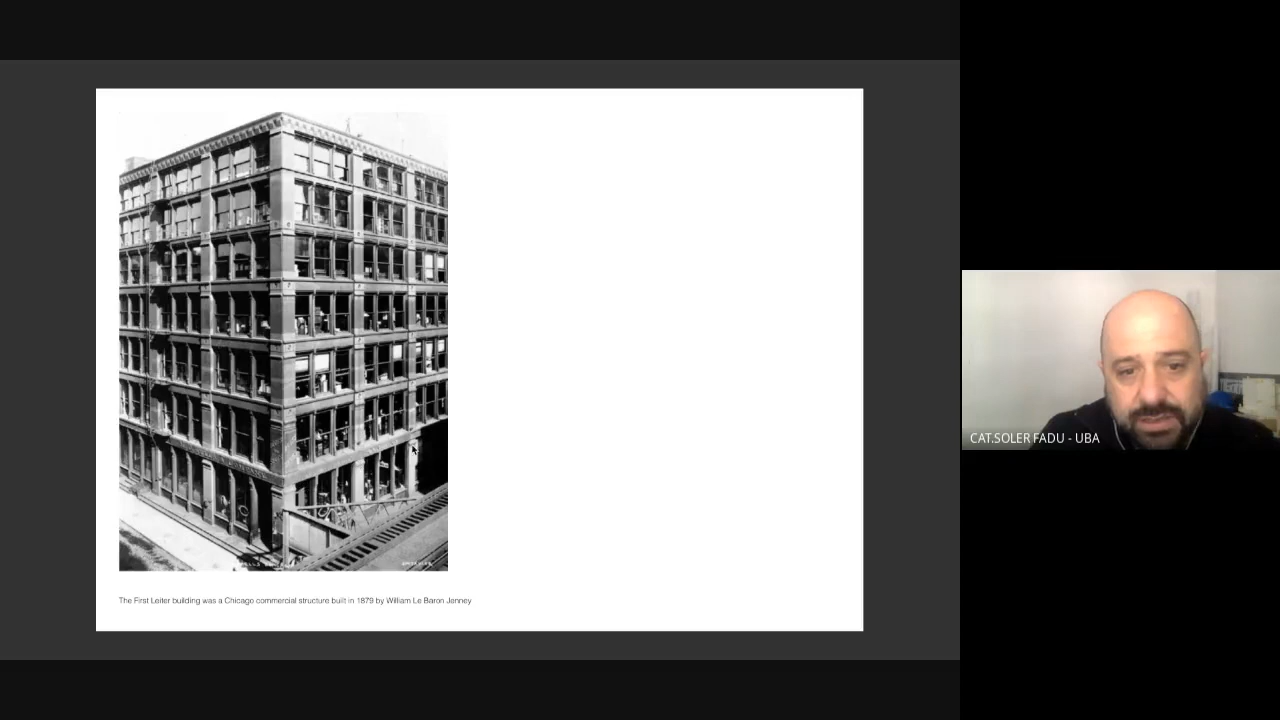 The First Leiter building was a Chicago commercial structure built in 1879 by William Le Baron Jenney
CAT.SOLER FADU - UBA